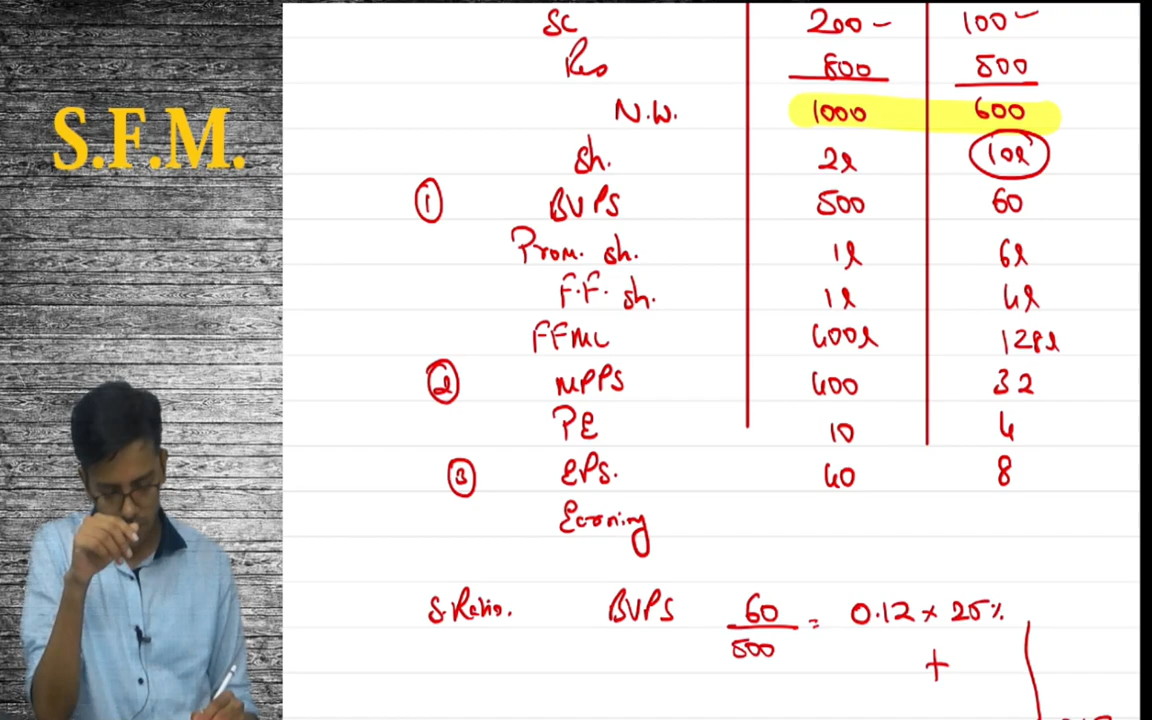 S.F.M.
SC 200 - 100 -
Res 800 500
N.W. 1000 600
Sh. 2l 10l
① BVPS 500 60
Prom. sh. 1l 6l
F.F. sh. 1l 4l
FFMC 400l 128l
② MPPS 400 32
PE 10 4
③ EPS. 40 8
Earning
S. Ratio. BVPS 60/500 = 0.12 x 25%
+